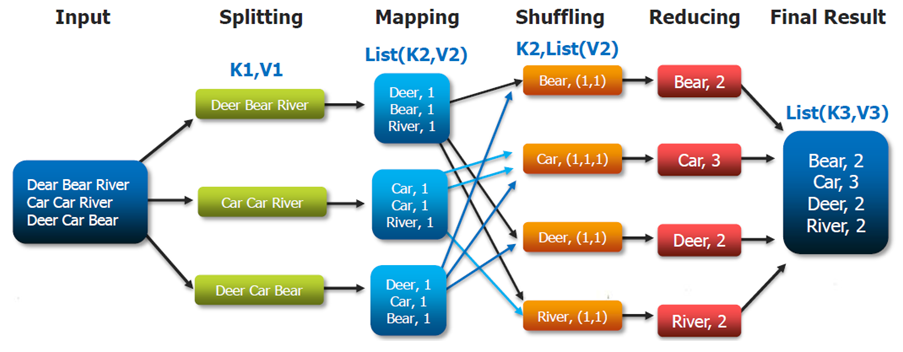 Input
Splitting
Mapping
Shuffling
Reducing
Final Result
List(K2,V2)
K2,List(V2)
K1,V1
List(K3,V3)
Dear Bear River
Car Car River
Deer Car Bear
Deer Bear River
Car Car River
Deer Car Bear
Deer, 1
Bear, 1
River, 1
Car, 1
Car, 1
River, 1
Deer, 1
Car, 1
Bear, 1
Bear, (1,1)
Car, (1,1,1)
Deer, (1,1)
River, (1,1)
Bear, 2
Car, 3
Deer, 2
River, 2
Bear, 2
Car, 3
Deer, 2
River, 2